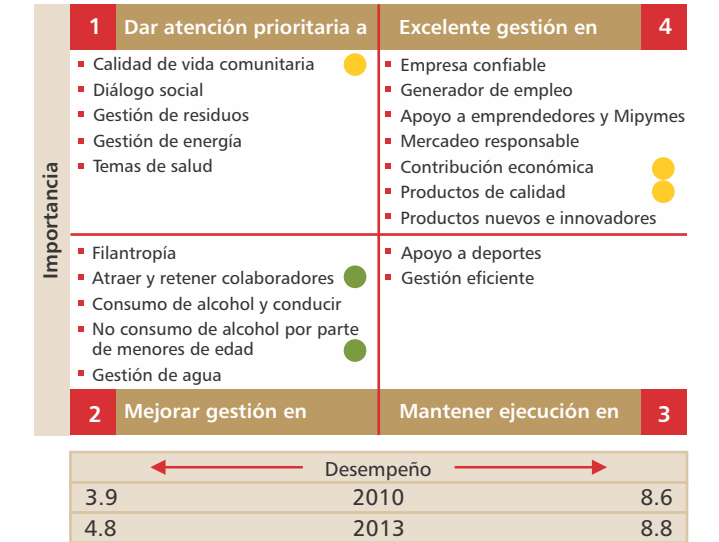 1 Dar atención prioritaria a
Calidad de vida comunitaria
Diálogo social
Gestión de residuos
Gestión de energía
Temas de salud
Excelente gestión en 4
Empresa confiable
Generador de empleo
Apoyo a emprendedores y Mipymes
Mercadeo responsable
Contribución económica
Productos de calidad
Productos nuevos e innovadores
Importancia
Filantropía
Atraer y retener colaboradores
Consumo de alcohol y conducir
No consumo de alcohol por parte
de menores de edad
Gestión de agua
2 Mejorar gestión en
Apoyo a deportes
Gestión eficiente
Mantener ejecución en 3
Desempeño
3.9 2010 8.6
4.8 2013 8.8